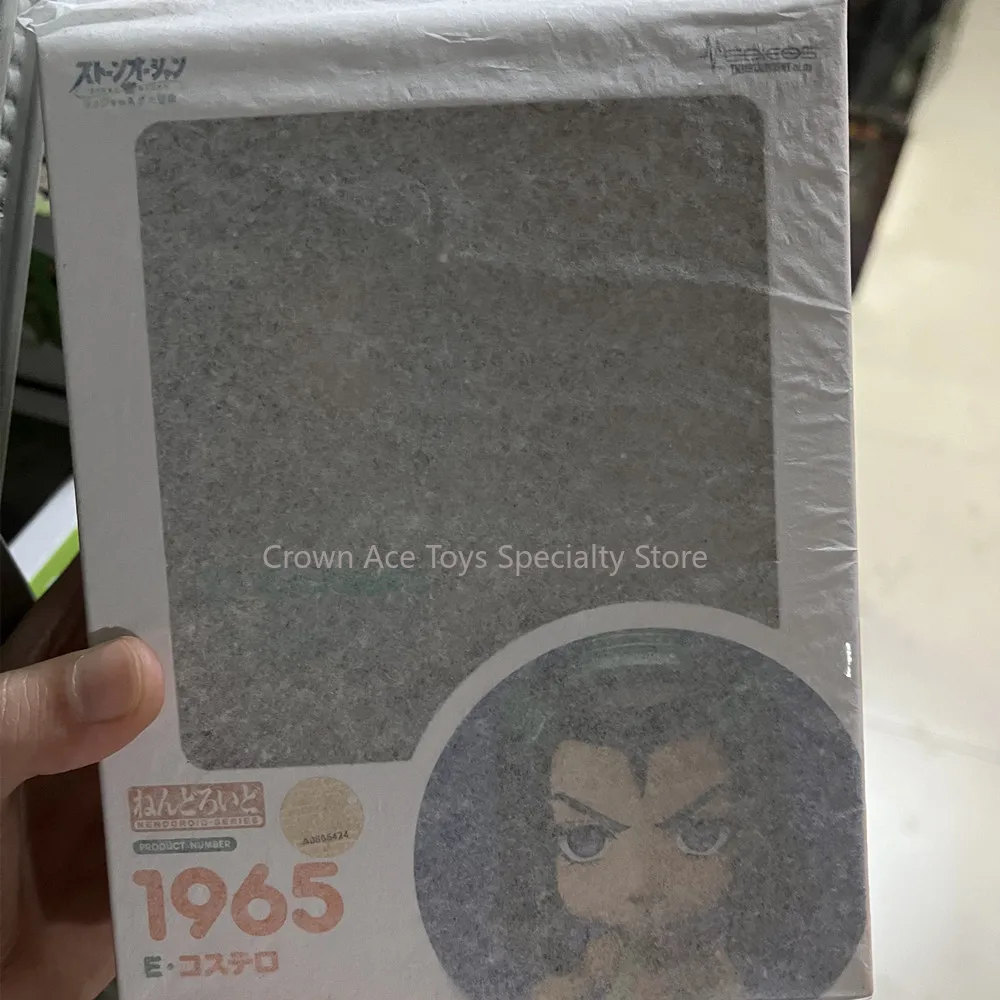 ストーンオーシャン
Crown Ace Toys Specialty Store
ねんどろいど
NENDOROID·SERIES
PRODUCT NUMBER
1965
E・コステロ